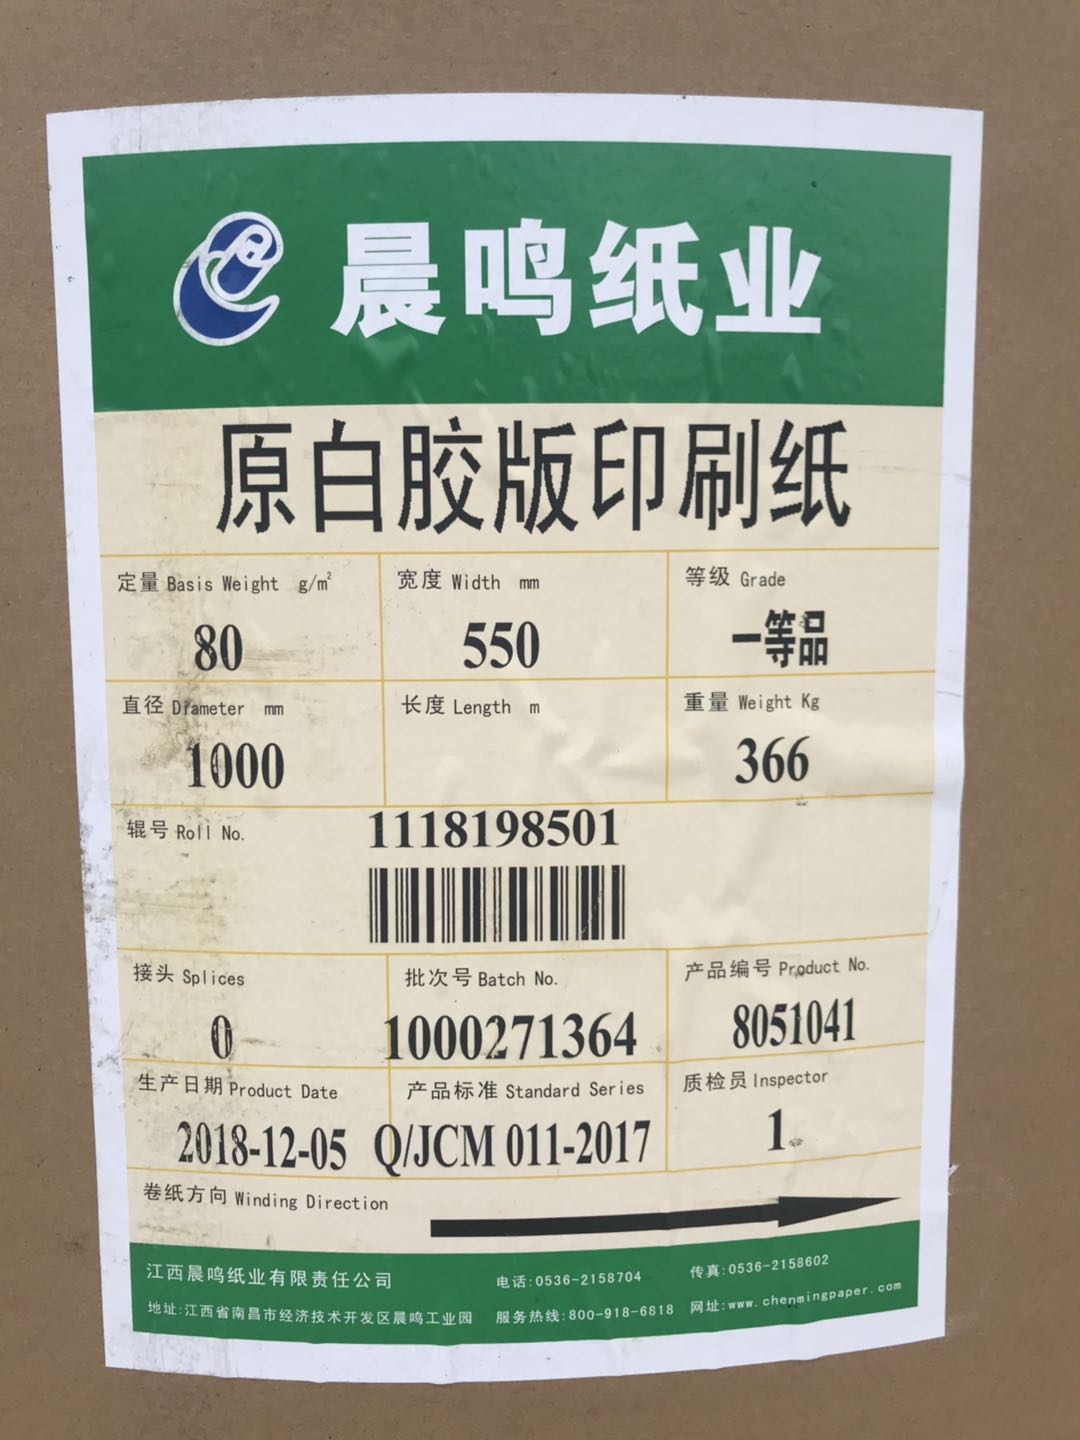 晨鸣纸业
原白胶版印刷纸
定量 Basis Weight g/m² 宽度 Width mm 等级 Grade
80 550 一等品
直径 Diameter mm 长度 Length m 重量 Weight Kg
1000 366
辊号 Roll No. 1118198501
接头 Splices 批次号 Batch No. 产品编号 Product No.
0 1000271364 8051041
生产日期 Product Date 产品标准 Standard Series 质检员 Inspector
2018-12-05 Q/JCM 011-2017 1
卷纸方向 Winding Direction
江西晨鸣纸业有限责任公司 电话:0536-2158704 传真:0536-2158602
地址:江西省南昌市经济技术开发区晨鸣工业园 服务热线:800-918-6818 网址:www.chenmingpaper.com